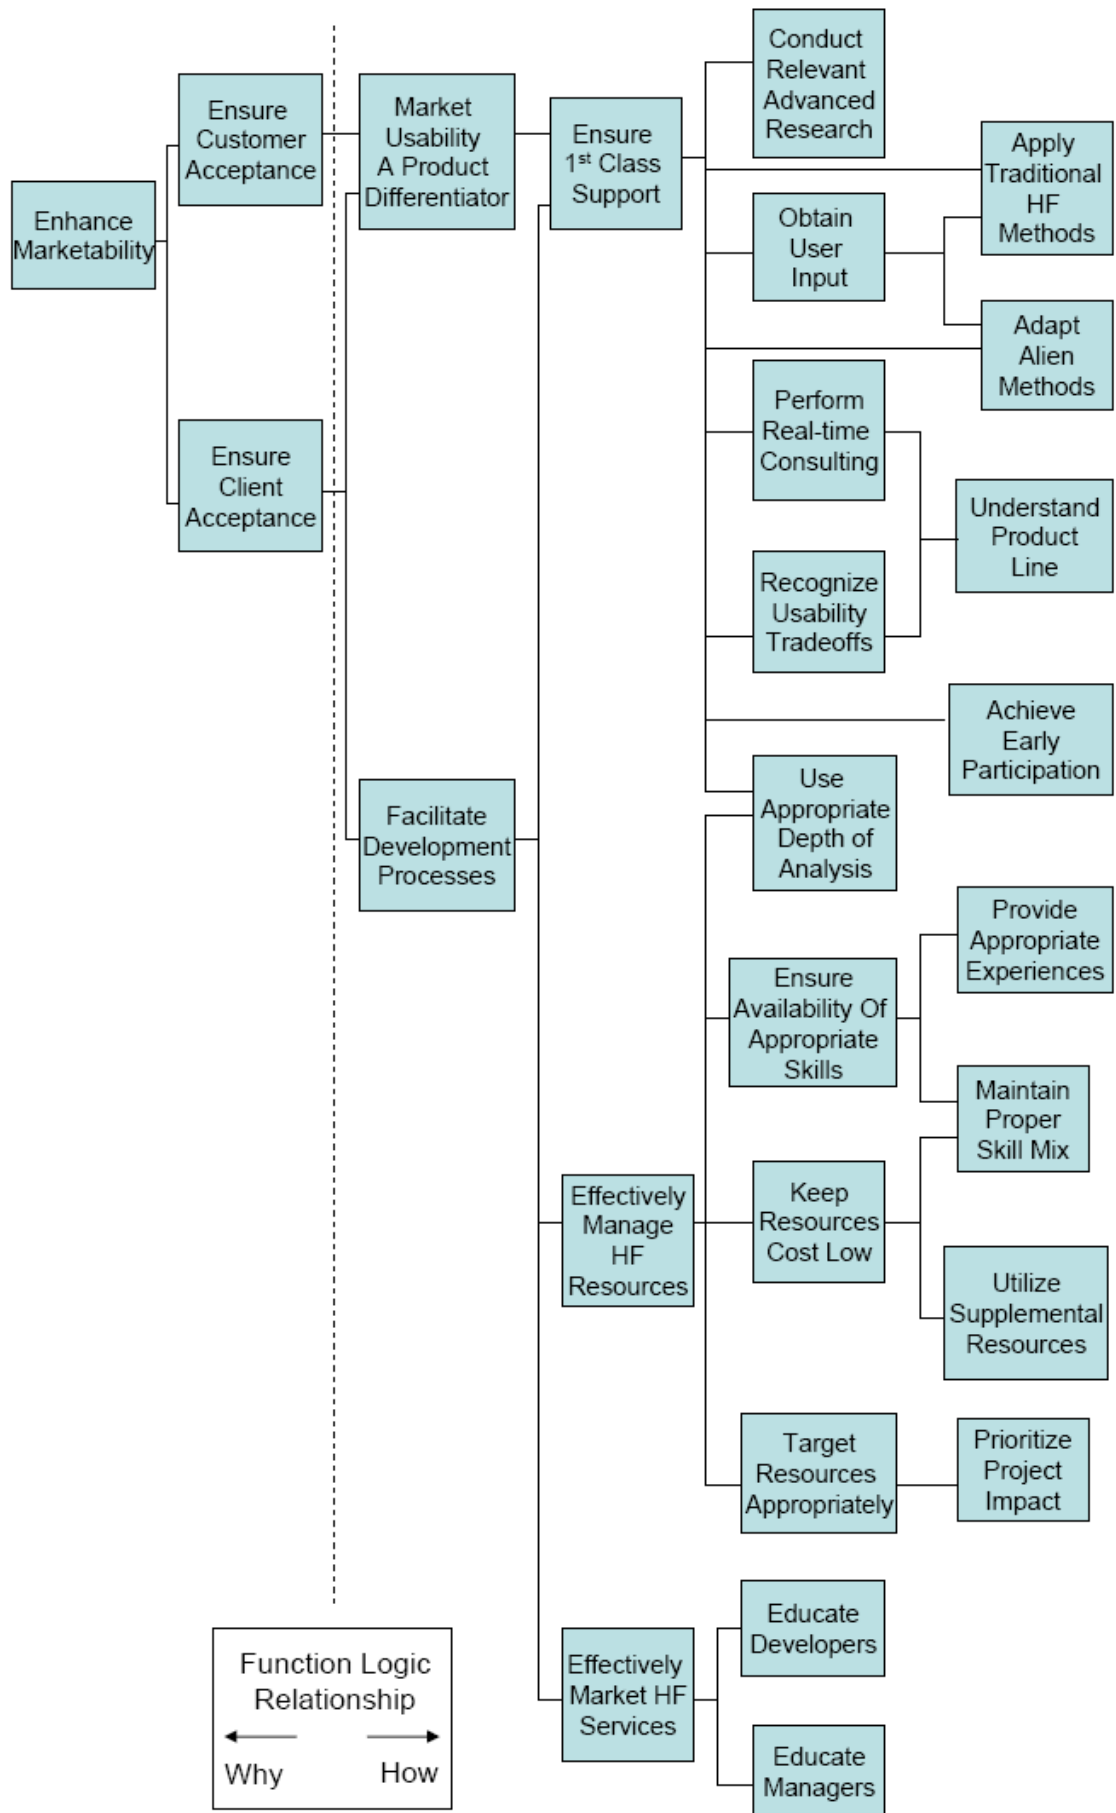 Enhance
Marketability
Ensure
Customer
Acceptance
Ensure
Client
Acceptance
Market
Usability
A Product
Differentiator
Facilitate
Development
Processes
Ensure
1st Class
Support
Effectively
Manage
HF
Resources
Effectively
Market HF
Services
Conduct
Relevant
Advanced
Research
Obtain
User
Input
Perform
Real-time
Consulting
Recognize
Usability
Tradeoffs
Use
Appropriate
Depth of
Analysis
Ensure
Availability Of
Appropriate
Skills
Keep
Resources
Cost Low
Target
Resources
Appropriately
Educate
Developers
Educate
Managers
Apply
Traditional
HF
Methods
Adapt
Alien
Methods
Understand
Product
Line
Achieve
Early
Participation
Provide
Appropriate
Experiences
Maintain
Proper
Skill Mix
Utilize
Supplemental
Resources
Prioritize
Project
Impact
Function Logic
Relationship
Why How